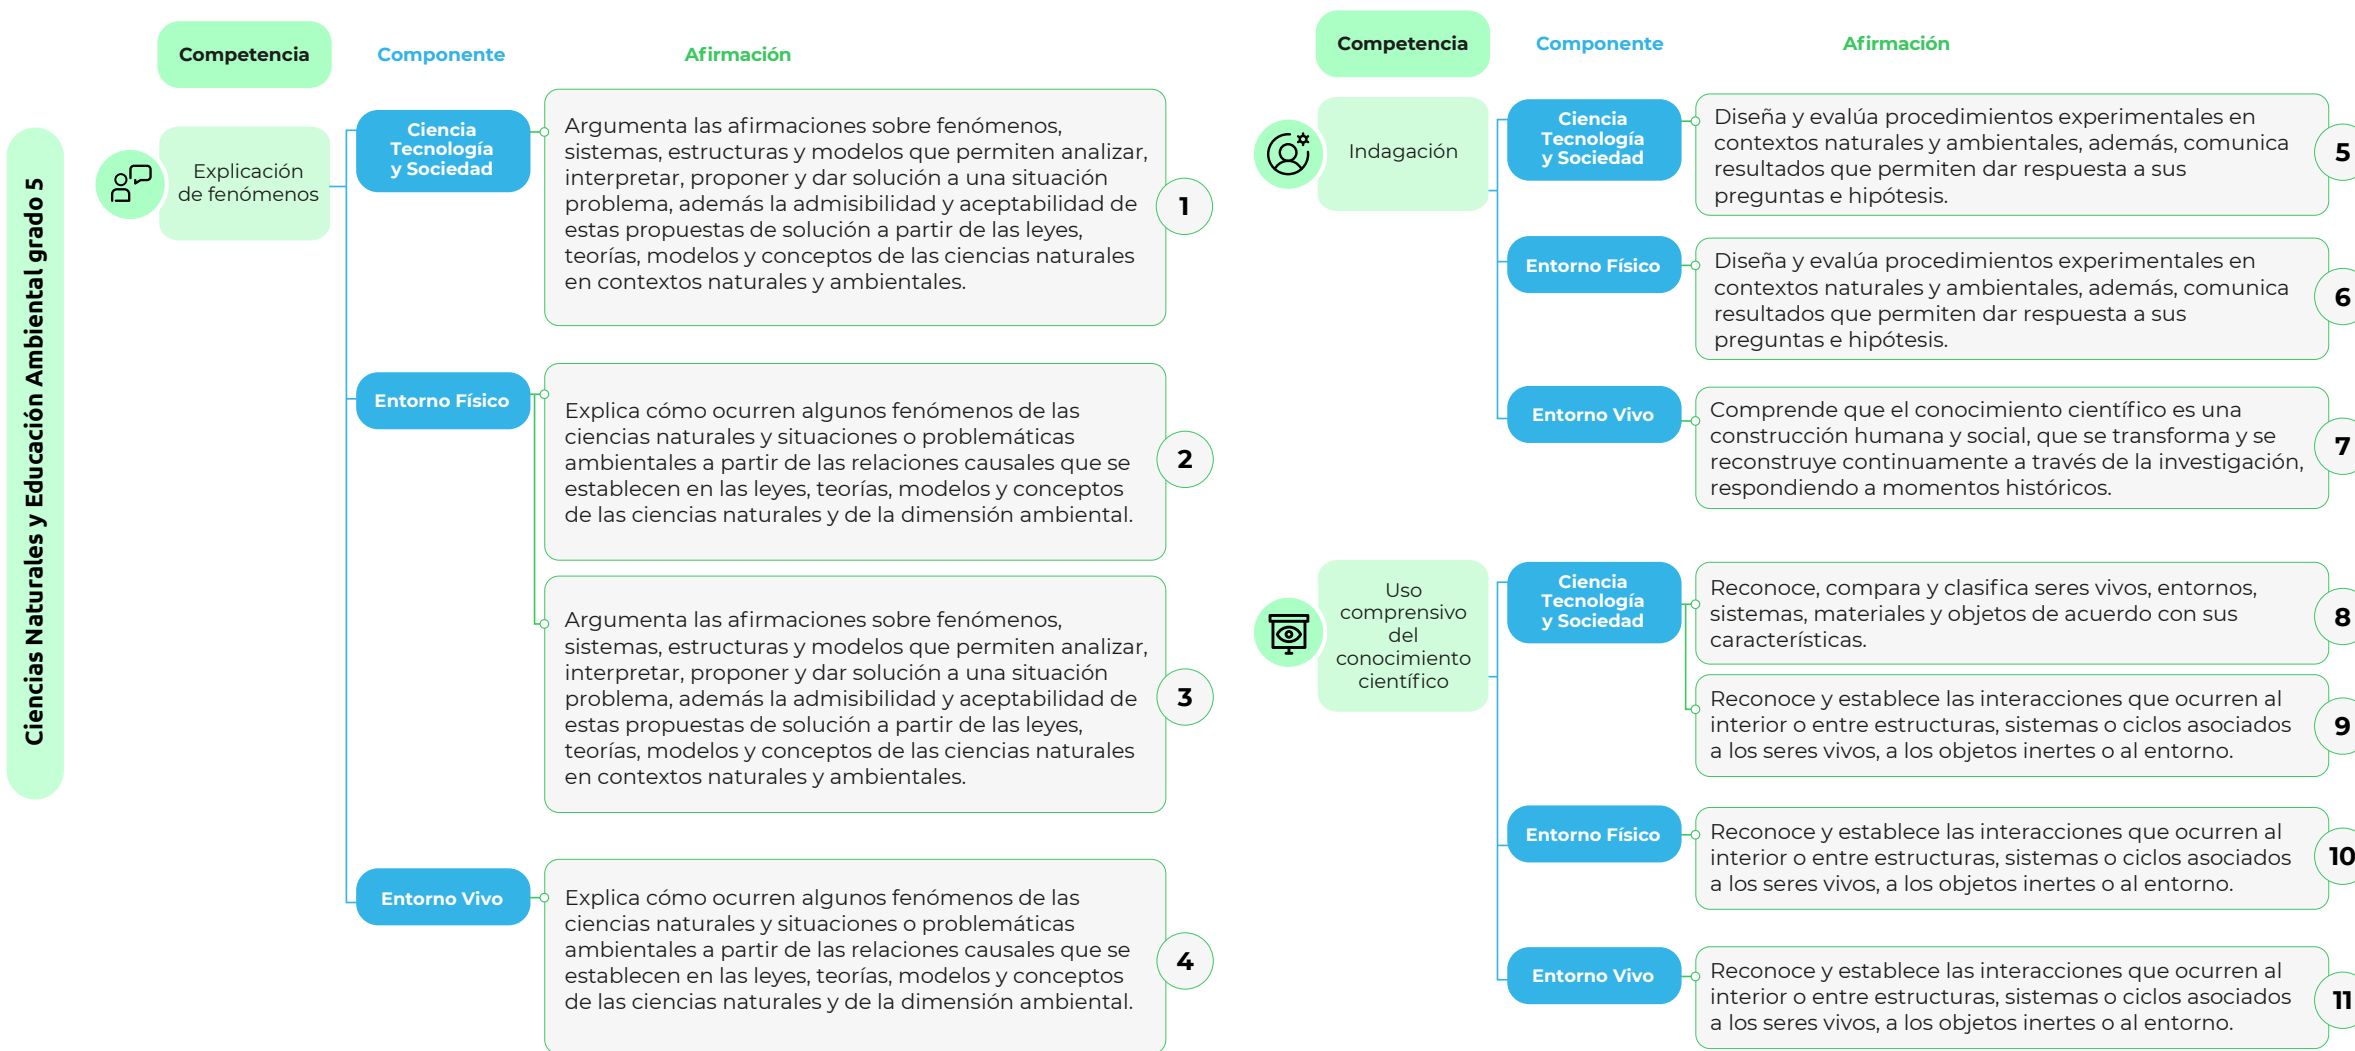 Ciencias Naturales y Educación Ambiental grado 5
Competencia
Componente
Afirmación
Explicación
de fenómenos
Ciencia
Tecnología
y Sociedad
Argumenta las afirmaciones sobre fenómenos,
sistemas, estructuras y modelos que permiten analizar,
interpretar, proponer y dar solución a una situación
problema, además la admisibilidad y aceptabilidad de
estas propuestas de solución a partir de las leyes,
teorías, modelos y conceptos de las ciencias naturales
en contextos naturales y ambientales.
1
Entorno Físico
Explica cómo ocurren algunos fenómenos de las
ciencias naturales y situaciones o problemáticas
ambientales a partir de las relaciones causales que se
establecen en las leyes, teorías, modelos y conceptos
de las ciencias naturales y de la dimensión ambiental.
2
Argumenta las afirmaciones sobre fenómenos,
sistemas, estructuras y modelos que permiten analizar,
interpretar, proponer y dar solución a una situación
problema, además la admisibilidad y aceptabilidad de
estas propuestas de solución a partir de las leyes,
teorías, modelos y conceptos de las ciencias naturales
en contextos naturales y ambientales.
3
Entorno Vivo
Explica cómo ocurren algunos fenómenos de las
ciencias naturales y situaciones o problemáticas
ambientales a partir de las relaciones causales que se
establecen en las leyes, teorías, modelos y conceptos
de las ciencias naturales y de la dimensión ambiental.
4
Competencia
Componente
Afirmación
Indagación
Ciencia
Tecnología
y Sociedad
Diseña y evalúa procedimientos experimentales en
contextos naturales y ambientales, además, comunica
resultados que permiten dar respuesta a sus
preguntas e hipótesis.
5
Entorno Físico
Diseña y evalúa procedimientos experimentales en
contextos naturales y ambientales, además, comunica
resultados que permiten dar respuesta a sus
preguntas e hipótesis.
6
Entorno Vivo
Comprende que el conocimiento científico es una
construcción humana y social, que se transforma y se
reconstruye continuamente a través de la investigación,
respondiendo a momentos históricos.
7
Uso
comprensivo
del
conocimiento
científico
Ciencia
Tecnología
y Sociedad
Reconoce, compara y clasifica seres vivos, entornos,
sistemas, materiales y objetos de acuerdo con sus
características.
8
Reconoce y establece las interacciones que ocurren al
interior o entre estructuras, sistemas o ciclos asociados
a los seres vivos, a los objetos inertes o al entorno.
9
Entorno Físico
Reconoce y establece las interacciones que ocurren al
interior o entre estructuras, sistemas o ciclos asociados
a los seres vivos, a los objetos inertes o al entorno.
10
Entorno Vivo
Reconoce y establece las interacciones que ocurren al
interior o entre estructuras, sistemas o ciclos asociados
a los seres vivos, a los objetos inertes o al entorno.
11